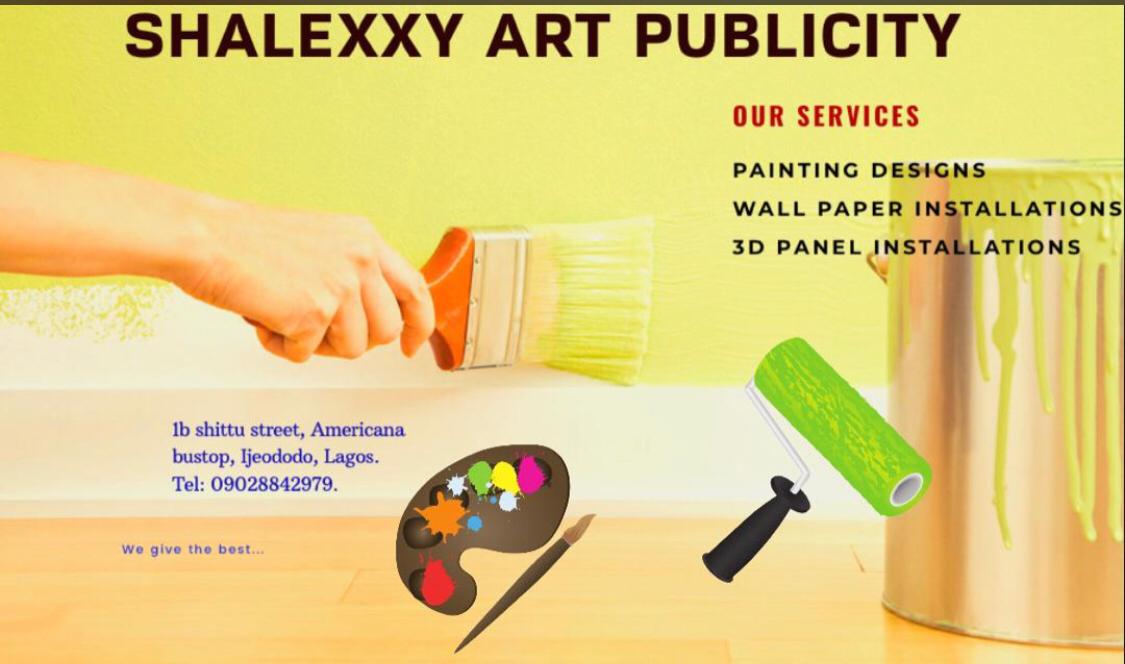 SHALEXXY ART PUBLICITY
OUR SERVICES
PAINTING DESIGNS
WALL PAPER INSTALLATIONS
3D PANEL INSTALLATIONS
1b shittu street, Americana
bustop, Ijeododo, Lagos.
Tel: 09028842979.
We give the best...